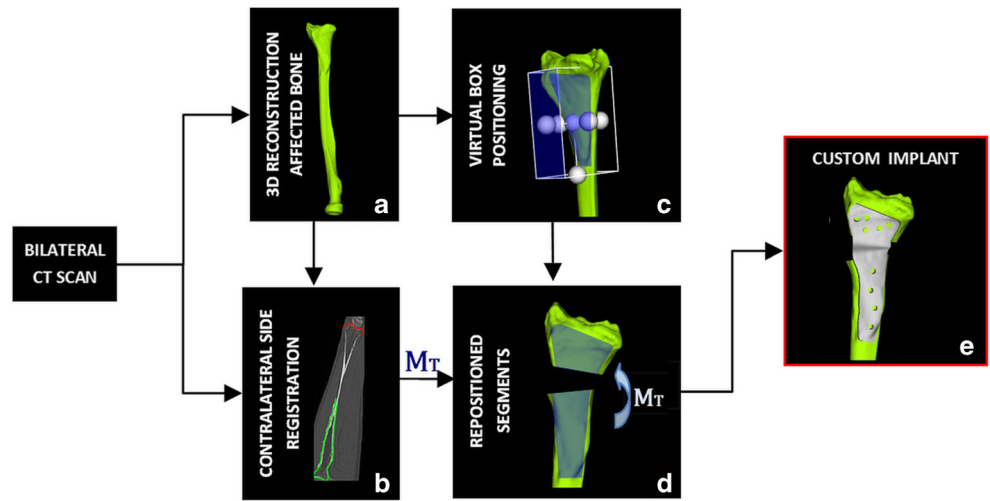 BILATERAL
CT SCAN
3D RECONSTRUCTION
AFFECTED BONE
a
VIRTUAL BOX
POSITIONING
c
CONTRALATERAL SIDE
REGISTRATION
b
MT
REPOSITIONED
SEGMENTS
MT
d
CUSTOM IMPLANT
e